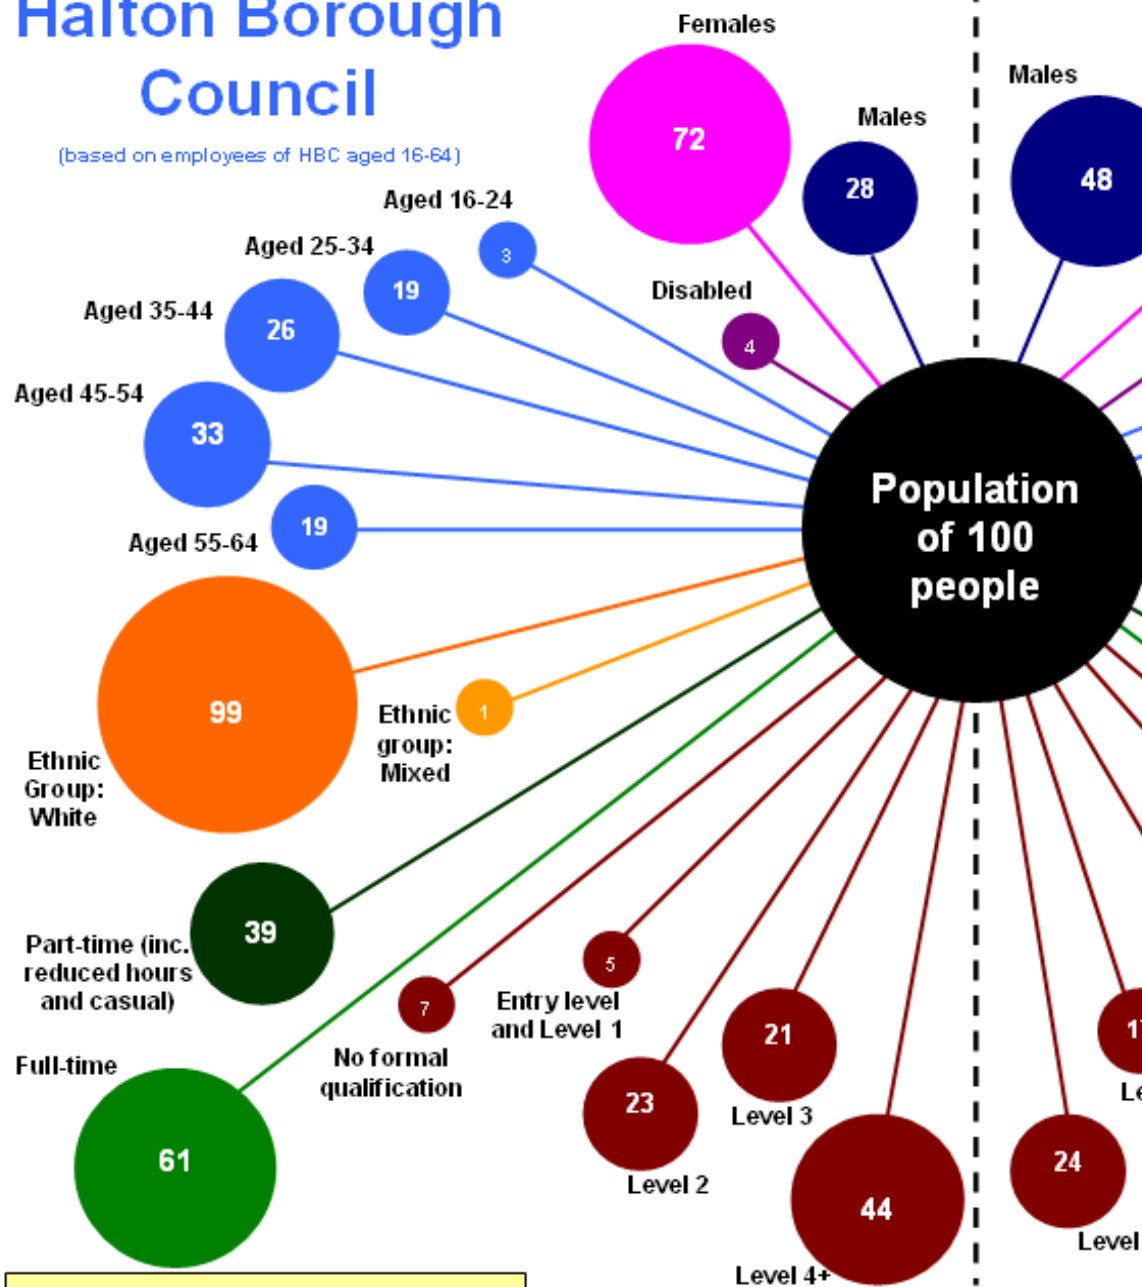 Halton Borough
Council
(based on employees of HBC aged 16-64)
Females
72
Males
28
Males
48
Aged 16-24
3
Aged 25-34
19
Aged 35-44
26
Aged 45-54
33
Aged 55-64
19
Disabled
4
Population
of 100
people
99
Ethnic
Group:
White
Ethnic
group:
Mixed
1
39
Part-time (inc.
reduced hours
and casual)
Full-time
61
7
No formal
qualification
5
Entry level
and Level 1
23
Level 2
21
Level 3
44
Level 4+
24
Level